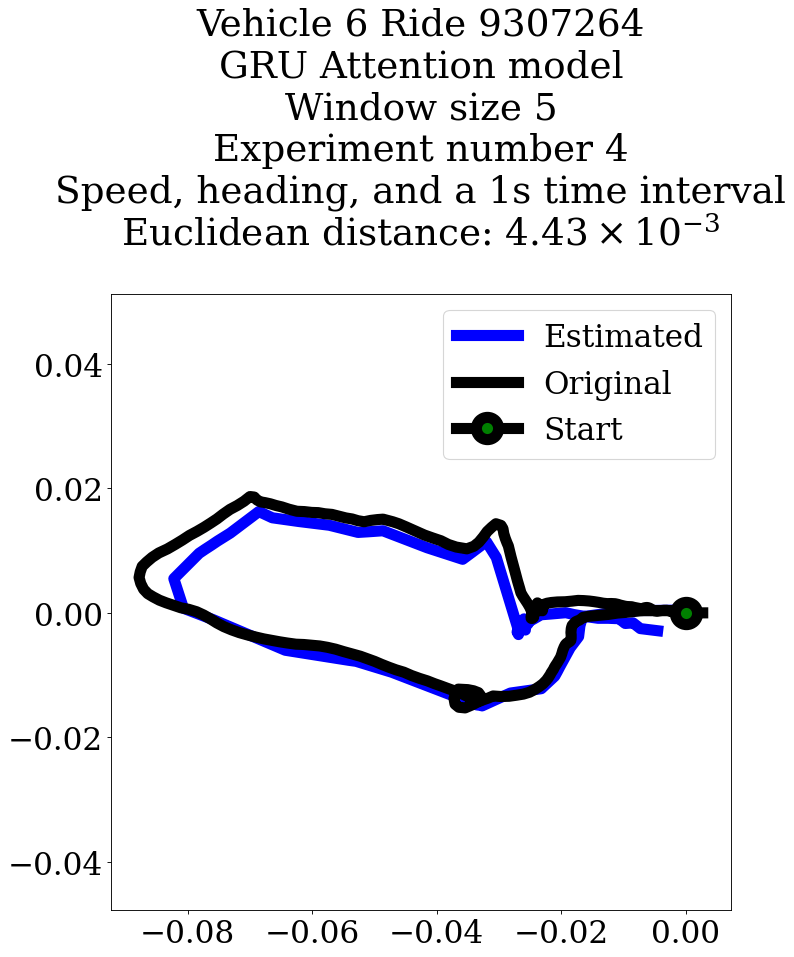 Vehicle 6 Ride 9307264
GRU Attention model
Window size 5
Experiment number 4
Speed, heading, and a 1s time interval
Euclidean distance: 4.43 × 10⁻³
Estimated
Original
Start
0.04
0.02
0.00
−0.02
−0.04
−0.08 −0.06 −0.04 −0.02 0.00